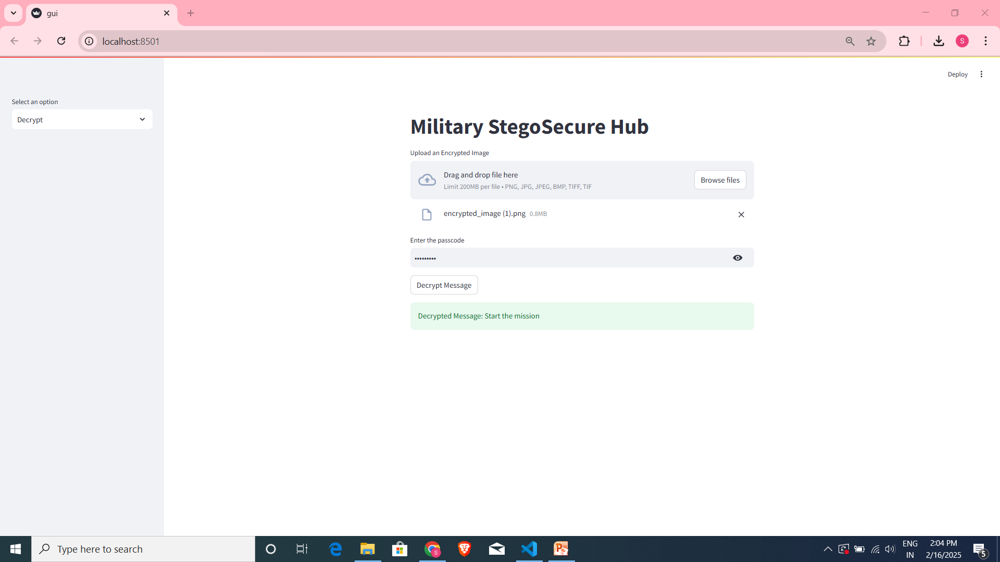 gui
localhost:8501
S
Deploy
Select an option
Decrypt
Military StegoSecure Hub
Upload an Encrypted Image
Drag and drop file here
Limit 200MB per file • PNG, JPG, JPEG, BMP, TIFF, TIF
Browse files
encrypted_image (1).png 0.8MB
Enter the passcode
•••••••••
Decrypt Message
Decrypted Message: Start the mission
Type here to search
S
ENG
IN
2:04 PM
2/16/2025
5